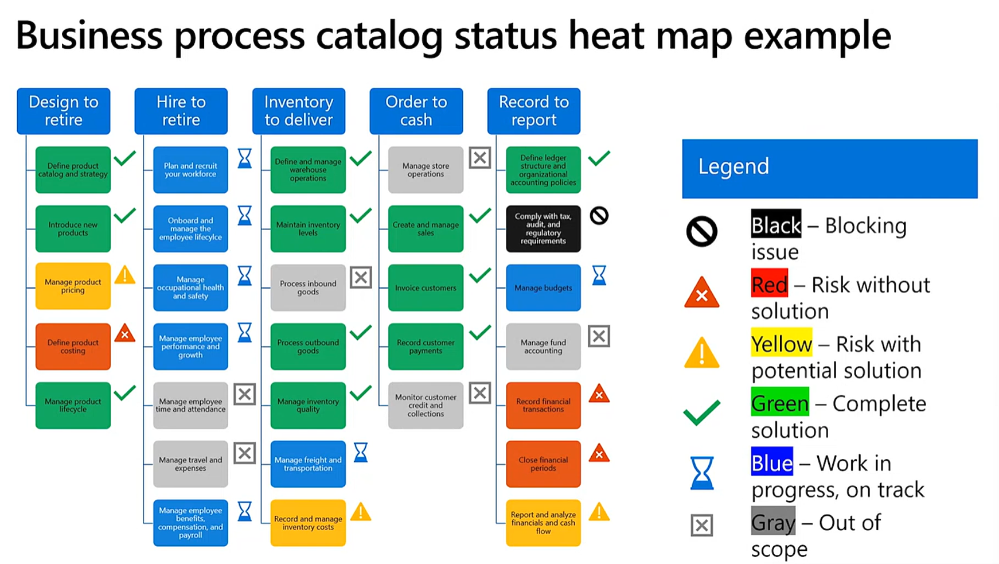 Business process catalog status heat map example
Design to
retire
Define product
catalog and strategy
Introduce new
products
Manage product
pricing
Define product
costing
Manage product
lifecycle
Hire to
retire
Plan and recruit
your workforce
Onboard and
manage the
employee lifecylce
Manage
occupational health
and safety
Manage employee
performance and
growth
Manage employee
time and attendance
Manage travel and
expenses
Manage employee
benefits,
compensation, and
payroll
Inventory
to deliver
Define and manage
warehouse
operations
Maintain inventory
levels
Process inbound
goods
Process outbound
goods
Manage inventory
quality
Manage freight and
transportation
Record and manage
inventory costs
Order to
cash
Manage store
operations
Create and manage
sales
Invoice customers
Record customer
payments
Monitor customer
credit and
collections
Record to
report
Define ledger
structure and
organizational
accounting policies
Comply with tax,
audit, and
regulatory
requirements
Manage budgets
Manage fund
accounting
Record financial
transactions
Close financial
periods
Report and analyze
financials and cash
flow
Legend
Black – Blocking
issue
Red – Risk without
solution
Yellow – Risk with
potential solution
Green – Complete
solution
Blue – Work in
progress, on track
Gray – Out of
scope